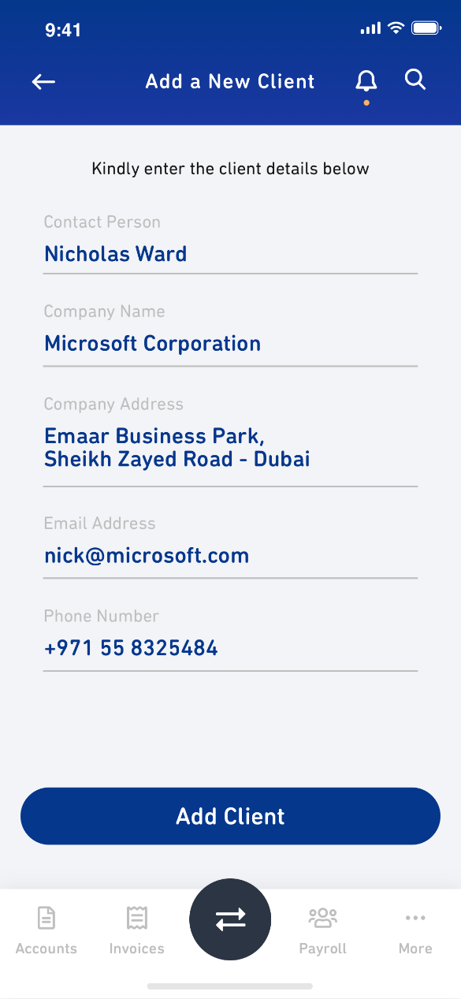 9:41
Add a New Client
Kindly enter the client details below
Contact Person
Nicholas Ward
Company Name
Microsoft Corporation
Company Address
Emaar Business Park,
Sheikh Zayed Road - Dubai
Email Address
nick@microsoft.com
Phone Number
+971 55 8325484
Add Client
Accounts
Invoices
Payroll
More